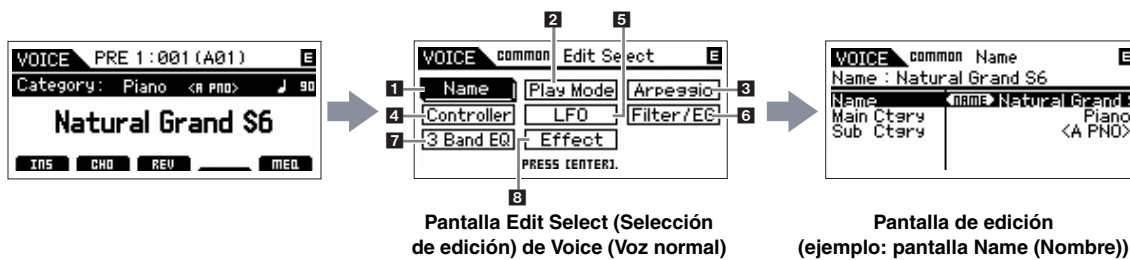 VOICE PRE 1:001(A01) E
Category: Piano <A PNO> ♩ 90
Natural Grand S6
INS CHO REV MEQ
2 5
VOICE common Edit Select E
1 Name Play Mode Arpeggio 3
4 Controller LFO Filter/EG 6
7 3 Band EQ Effect
PRESS [ENTER].
8
Pantalla Edit Select (Selección
de edición) de Voice (Voz normal)
VOICE common Name
Name : Natural Grand S6
Name NAME Natural Grand
Main Ctgry Piano
Sub Ctgry <A PNO>
Pantalla de edición
(ejemplo: pantalla Name (Nombre))